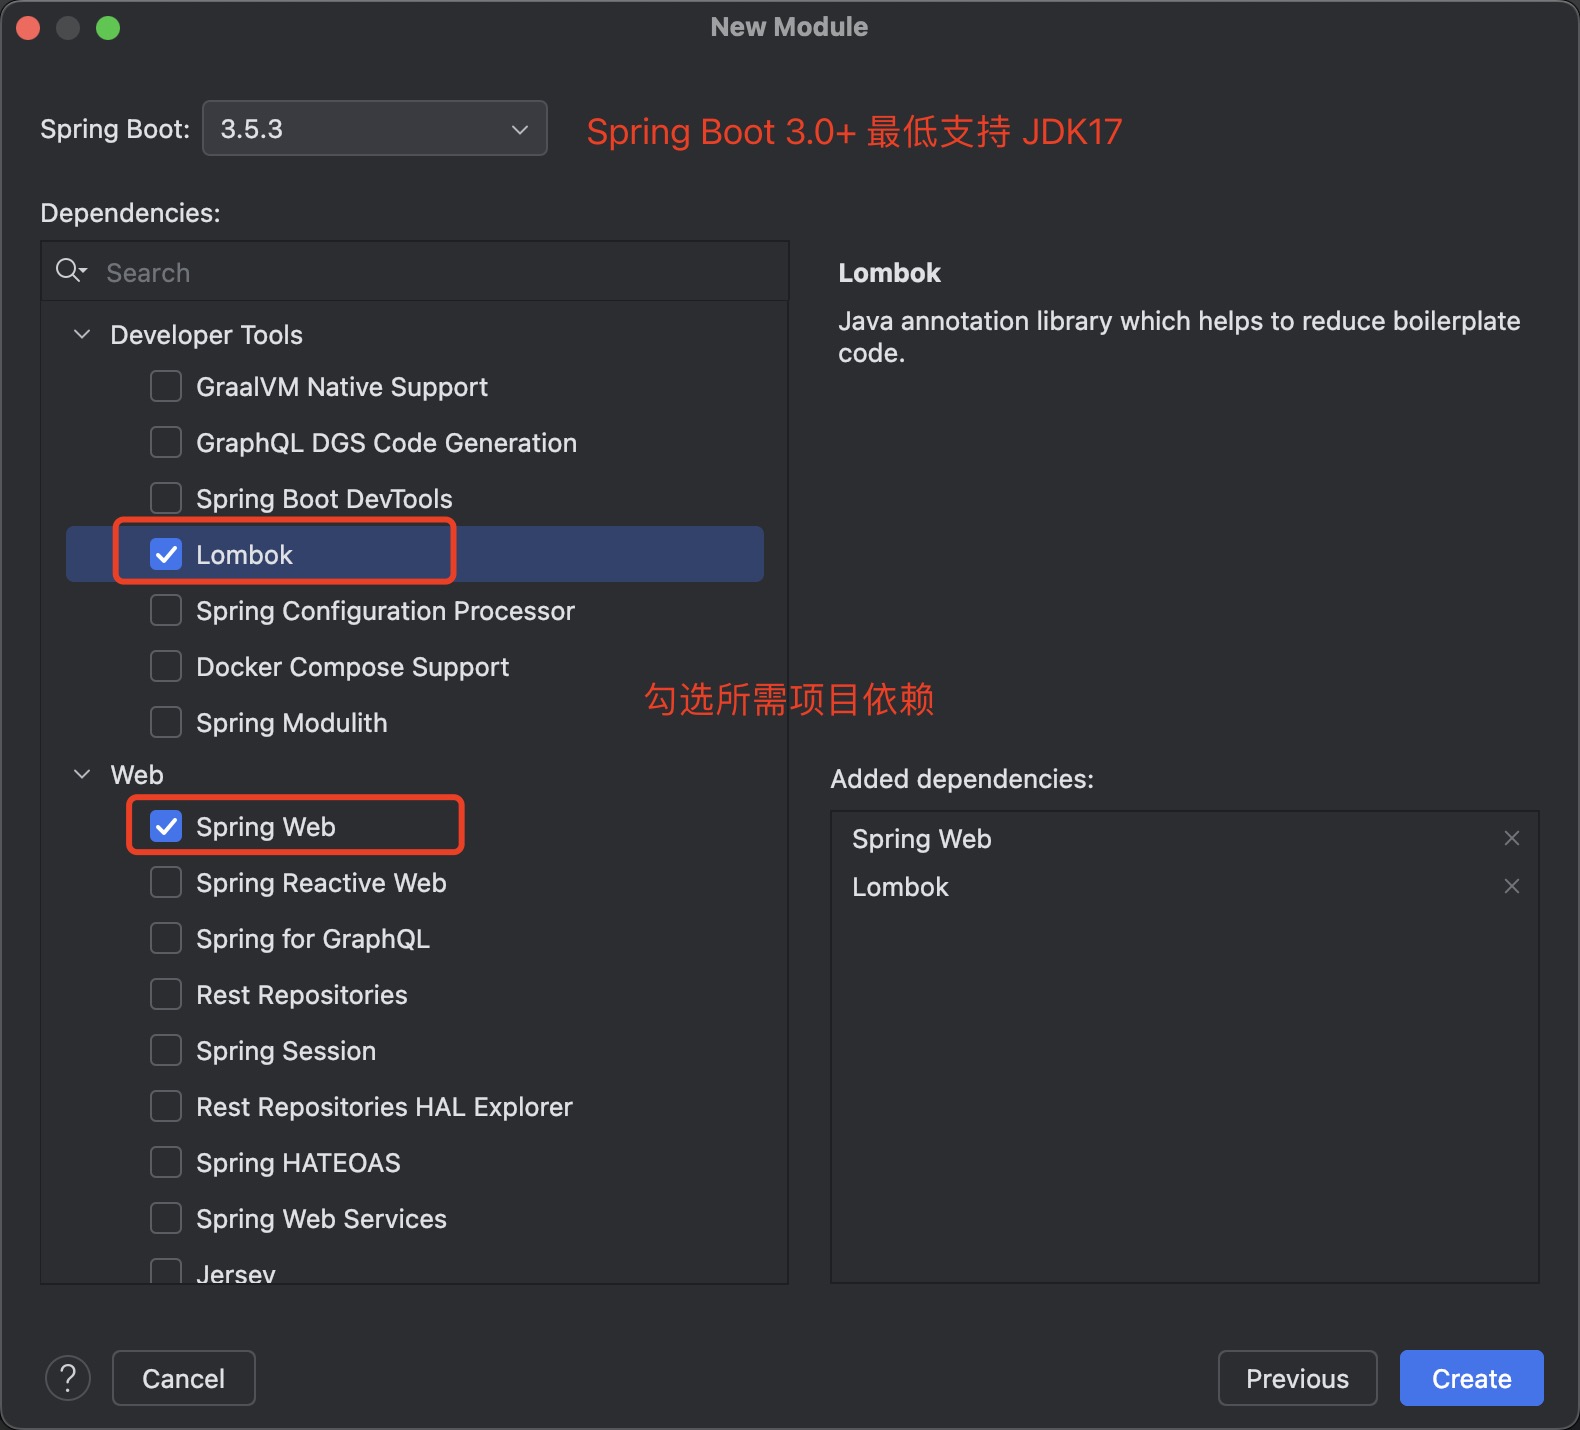 New Module
Spring Boot:
3.5.3
Spring Boot 3.0+ 最低支持 JDK17
Dependencies:
Search
Developer Tools
GraalVM Native Support
GraphQL DGS Code Generation
Spring Boot DevTools
Lombok
Spring Configuration Processor
Docker Compose Support
Spring Modulith
Web
Spring Web
Spring Reactive Web
Spring for GraphQL
Rest Repositories
Spring Session
Rest Repositories HAL Explorer
Spring HATEOAS
Spring Web Services
Jersey
Lombok
Java annotation library which helps to reduce boilerplate
code.
勾选所需项目依赖
Added dependencies:
Spring Web
Lombok
?
Cancel
Previous
Create